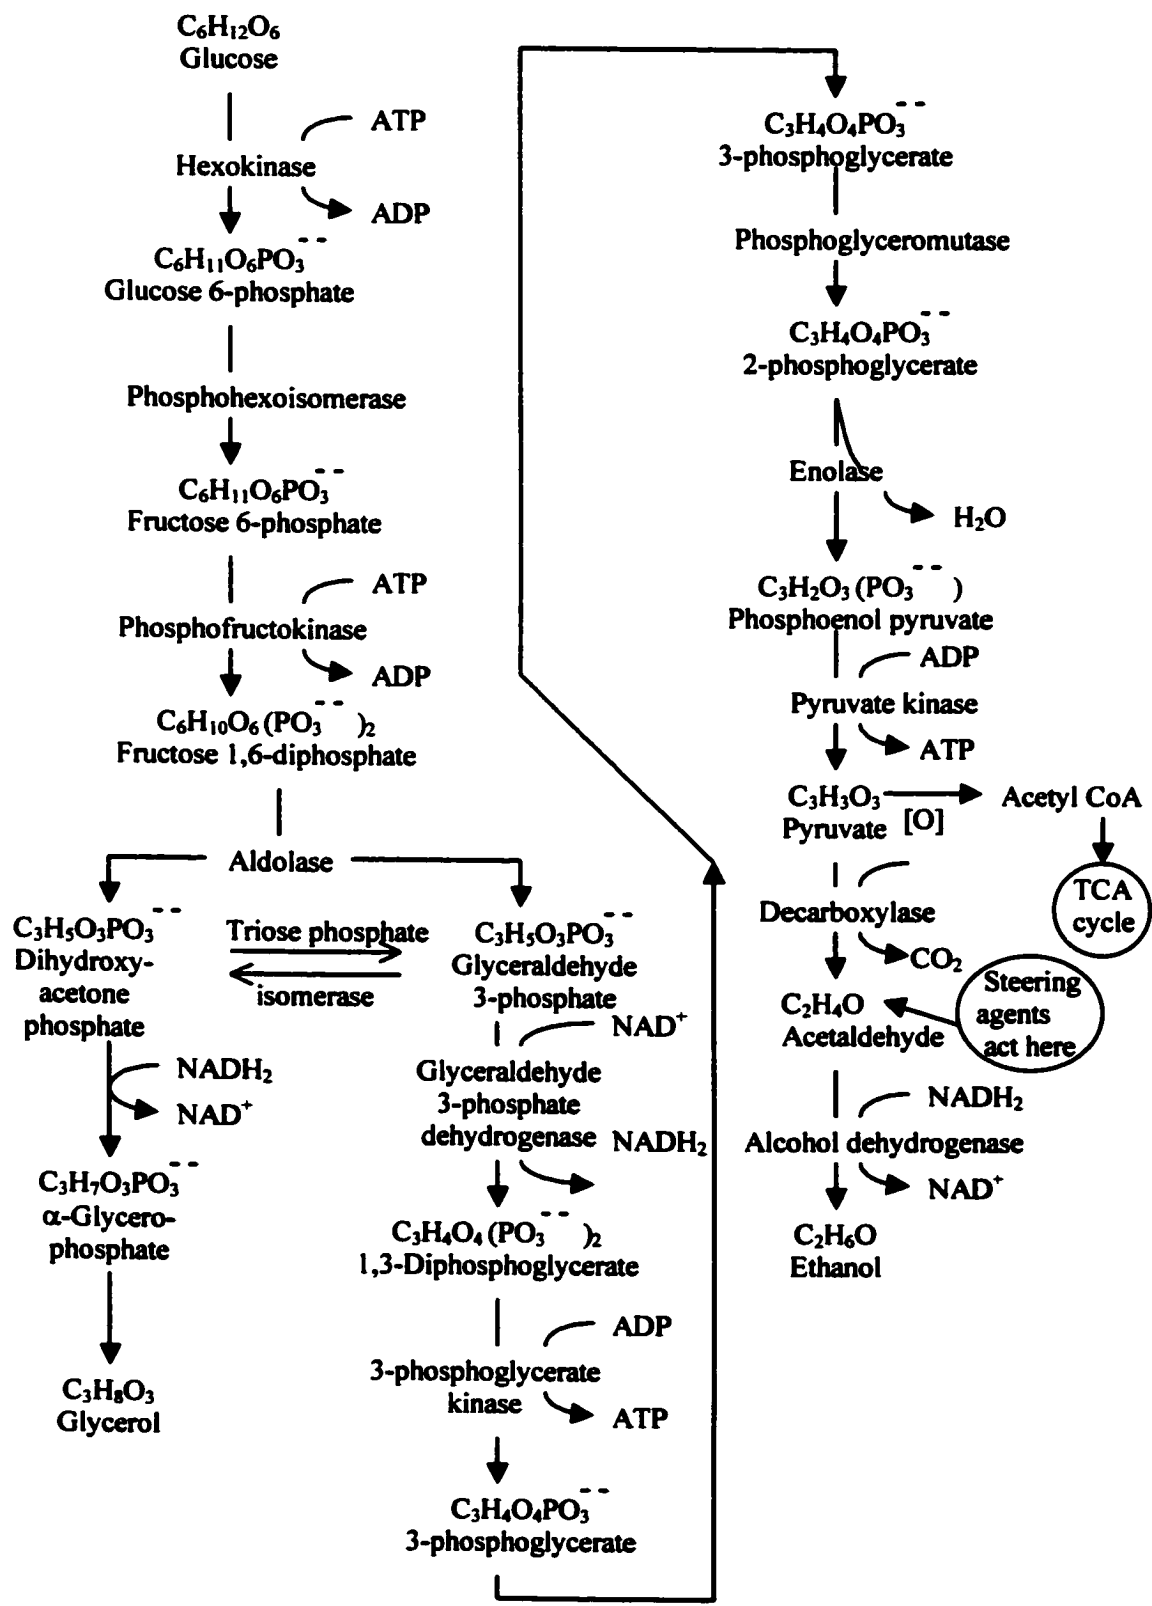 C₆H₁₂O₆
Glucose
ATP
Hexokinase
ADP
C₆H₁₁O₆PO₃⁻⁻
Glucose 6-phosphate
Phosphohexoisomerase
C₆H₁₁O₆PO₃⁻⁻
Fructose 6-phosphate
ATP
Phosphofructokinase
ADP
C₆H₁₀O₆(PO₃⁻⁻)₂
Fructose 1,6-diphosphate
Aldolase
C₃H₅O₃PO₃⁻⁻
Dihydroxy-
acetone
phosphate
Triose phosphate
isomerase
C₃H₅O₃PO₃⁻⁻
Glyceraldehyde
3-phosphate
NADH₂
NAD⁺
C₃H₇O₃PO₃⁻⁻
α-Glycero-
phosphate
C₃H₈O₃
Glycerol
NAD⁺
Glyceraldehyde
3-phosphate
dehydrogenase
NADH₂
C₃H₄O₄(PO₃⁻⁻)₂
1,3-Diphosphoglycerate
ADP
3-phosphoglycerate
kinase
ATP
C₃H₄O₄PO₃⁻⁻
3-phosphoglycerate
C₃H₄O₄PO₃⁻⁻
3-phosphoglycerate
Phosphoglyceromutase
C₃H₄O₄PO₃⁻⁻
2-phosphoglycerate
Enolase
H₂O
C₃H₂O₃(PO₃⁻⁻)
Phosphoenol pyruvate
ADP
Pyruvate kinase
ATP
C₃H₃O₃
Pyruvate
[O]
Acetyl CoA
TCA
cycle
Decarboxylase
CO₂
C₂H₄O
Acetaldehyde
Steering
agents
act here
NADH₂
Alcohol dehydrogenase
NAD⁺
C₂H₆O
Ethanol